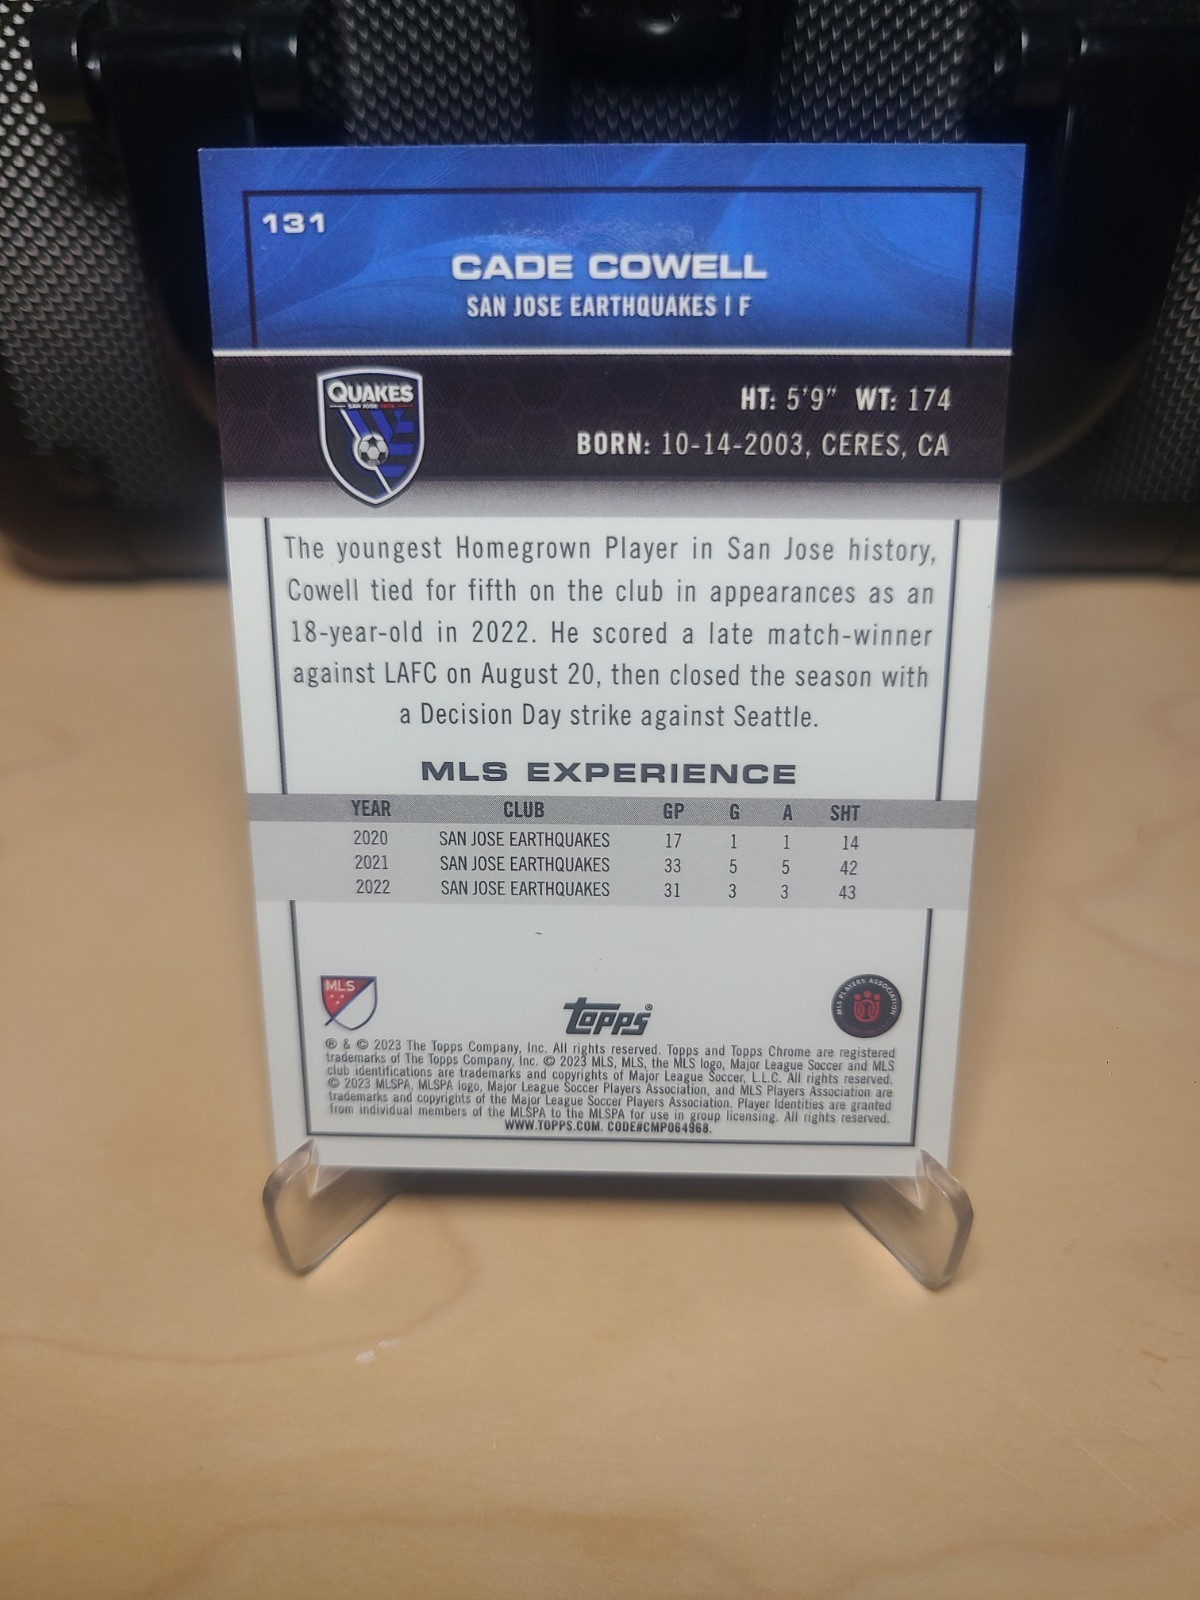 131
CADE COWELL
SAN JOSE EARTHQUAKES | F
QUAKES
SAN JOSE 1974
HT: 5'9" WT: 174
BORN: 10-14-2003, CERES, CA
The youngest Homegrown Player in San Jose history,
Cowell tied for fifth on the club in appearances as an
18-year-old in 2022. He scored a late match-winner
against LAFC on August 20, then closed the season with
a Decision Day strike against Seattle.
MLS EXPERIENCE
YEAR CLUB GP G A SHT
2020 SAN JOSE EARTHQUAKES 17 1 1 14
2021 SAN JOSE EARTHQUAKES 33 5 5 42
2022 SAN JOSE EARTHQUAKES 31 3 3 43
MLS
Topps®
MLS PLAYERS ASSOCIATION
® & © 2023 The Topps Company, Inc. All rights reserved. Topps and Topps Chrome are registered
trademarks of The Topps Company, Inc. © 2023 MLS, MLS, the MLS logo, Major League Soccer and MLS
club identifications are trademarks and copyrights of Major League Soccer, L.L.C. All rights reserved.
© 2023 MLSPA, MLSPA logo, Major League Soccer Players Association, and MLS Players Association are
trademarks and copyrights of the Major League Soccer Players Association. Player Identities are granted
from individual members of the MLSPA to the MLSPA for use in group licensing. All rights reserved.
WWW.TOPPS.COM. CODE#CMP064968.